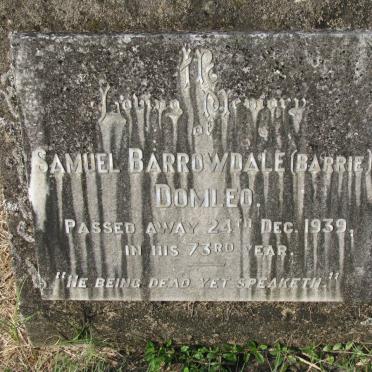 IN
Loving Memory
of
SAMUEL BARROWDALE (BARRIE)
DOMLEO.
PASSED AWAY 24TH DEC. 1939,
IN HIS 73RD YEAR.
"HE BEING DEAD YET SPEAKETH."